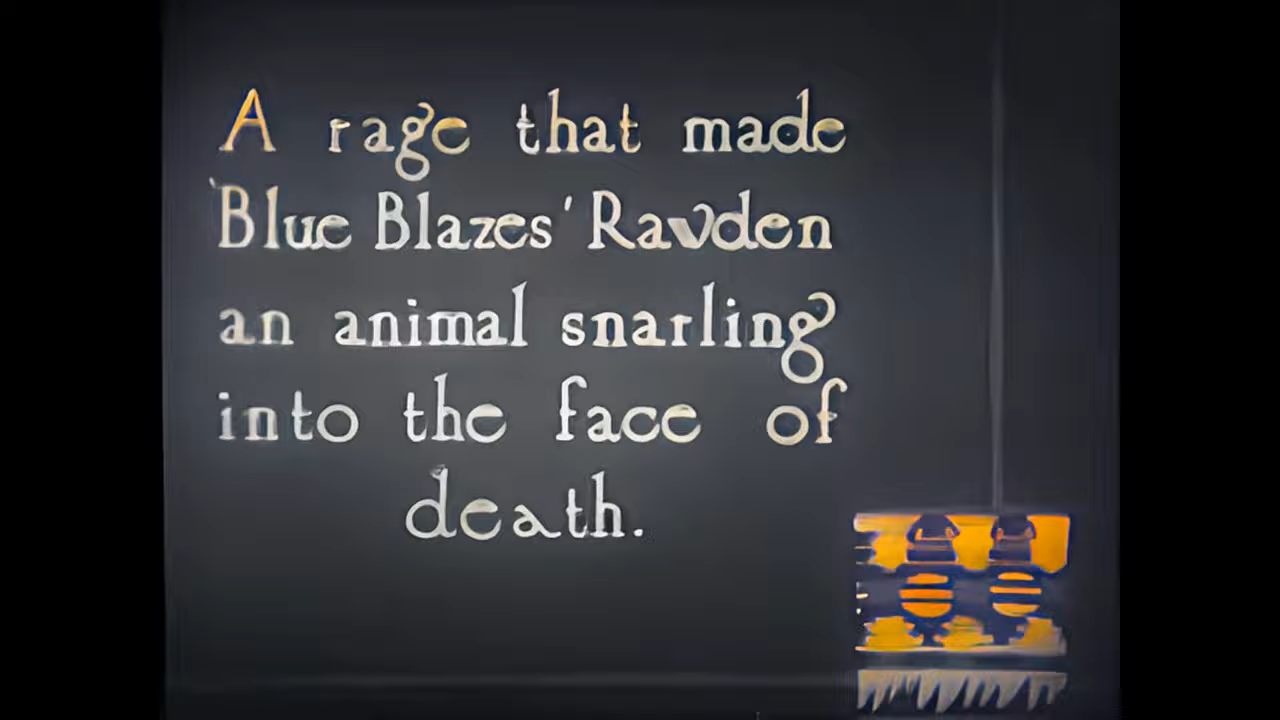 A rage that made
'Blue Blazes' Rawden
an animal snarling
into the face of
death.